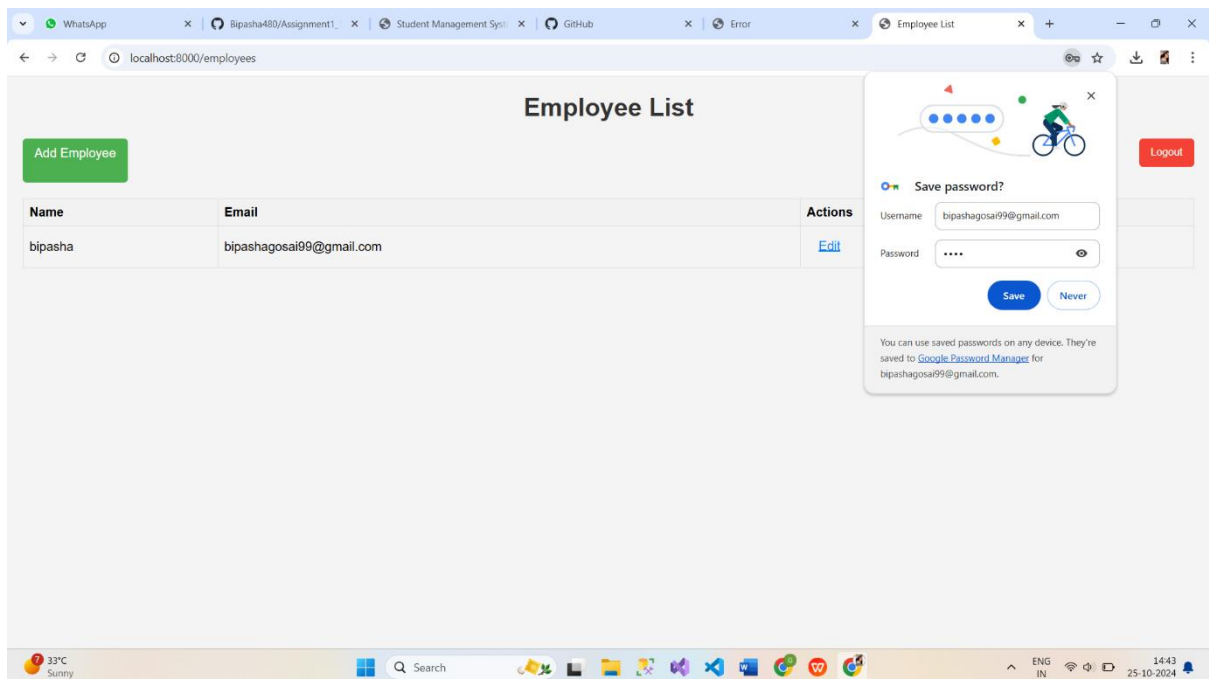 WhatsApp
Bipasha480/Assignment1_
Student Management Syst
GitHub
Error
Employee List
localhost:8000/employees
Employee List
Add Employee
Logout
Name Email Actions
bipasha bipashagosai99@gmail.com Edit
Save password?
Username bipashagosai99@gmail.com
Password ••••
Save Never
You can use saved passwords on any device. They're
saved to Google Password Manager for
bipashagosai99@gmail.com.
7
33°C
Sunny
Search
ENG
IN
14:43
25-10-2024